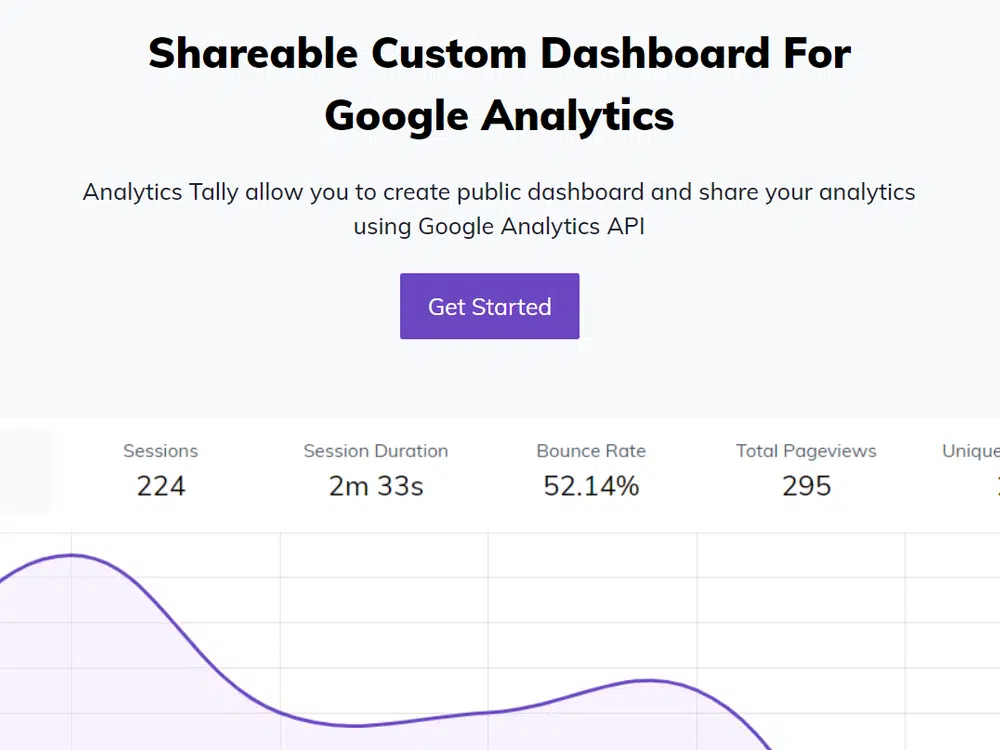 Shareable Custom Dashboard For
Google Analytics
Analytics Tally allow you to create public dashboard and share your analytics
using Google Analytics API
Get Started
Sessions Session Duration Bounce Rate Total Pageviews Unique
224 2m 33s 52.14% 295